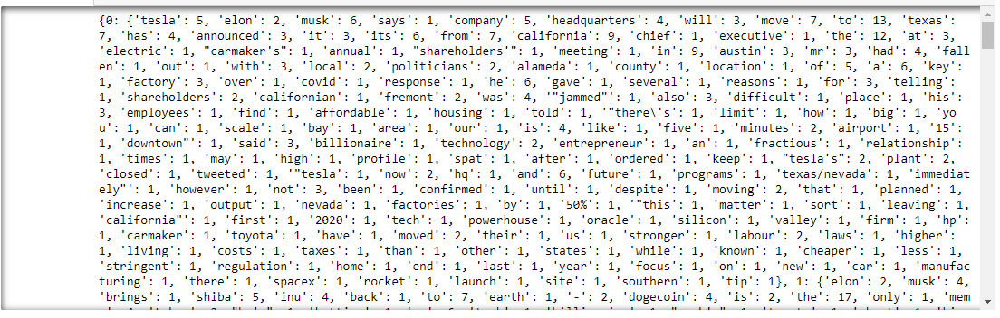 {0: {'tesla': 5, 'elon': 2, 'musk': 6, 'says': 1, 'company': 5, 'headquarters': 4, 'will': 3, 'move': 7, 'to': 13, 'texas':
7, 'has': 4, 'announced': 3, 'it': 3, 'its': 6, 'from': 7, 'california': 9, 'chief': 1, 'executive': 1, 'the': 12, 'at': 3,
'electric': 1, "carmaker's": 1, 'annual': 1, "shareholders'": 1, 'meeting': 1, 'in': 9, 'austin': 3, 'mr': 3, 'had': 4, 'fall
en': 1, 'out': 1, 'with': 3, 'local': 2, 'politicians': 2, 'alameda': 1, 'county': 1, 'location': 1, 'of': 5, 'a': 6, 'key':
1, 'factory': 3, 'over': 1, 'covid': 1, 'response': 1, 'he': 6, 'gave': 1, 'several': 1, 'reasons': 1, 'for': 3, 'telling':
1, 'shareholders': 2, 'californian': 1, 'fremont': 2, 'was': 4, '"jammed"': 1, 'also': 3, 'difficult': 1, 'place': 1, 'his':
3, 'employees': 1, 'find': 1, 'affordable': 1, 'housing': 1, 'told': 1, '"there\'s': 1, 'limit': 1, 'how': 1, 'big': 1, 'yo
u': 1, 'can': 1, 'scale': 1, 'bay': 1, 'area': 1, 'our': 1, 'is': 4, 'like': 1, 'five': 1, 'minutes': 2, 'airport': 1, '15':
1, 'downtown"': 1, 'said': 3, 'billionaire': 1, 'technology': 2, 'entrepreneur': 1, 'an': 1, 'fractious': 1, 'relationship':
1, 'times': 1, 'may': 1, 'high': 1, 'profile': 1, 'spat': 1, 'after': 1, 'ordered': 1, 'keep': 1, "tesla's": 2, 'plant': 2,
'closed': 1, 'tweeted': 1, '"tesla': 1, 'now': 2, 'hq': 1, 'and': 6, 'future': 1, 'programs': 1, 'texas/nevada': 1, 'immediat
ely"': 1, 'however': 1, 'not': 3, 'been': 1, 'confirmed': 1, 'until': 1, 'despite': 1, 'moving': 2, 'that': 1, 'planned': 1,
'increase': 1, 'output': 1, 'nevada': 1, 'factories': 1, 'by': 1, '50%': 1, '"this': 1, 'matter': 1, 'sort': 1, 'leaving': 1,
'california"': 1, 'first': 1, '2020': 1, 'tech': 1, 'powerhouse': 1, 'oracle': 1, 'silicon': 1, 'valley': 1, 'firm': 1, 'hp':
1, 'carmaker': 1, 'toyota': 1, 'have': 1, 'moved': 2, 'their': 1, 'us': 1, 'stronger': 1, 'labour': 2, 'laws': 1, 'higher':
1, 'living': 1, 'costs': 1, 'taxes': 1, 'than': 1, 'other': 1, 'states': 1, 'while': 1, 'known': 1, 'cheaper': 1, 'less': 1,
'stringent': 1, 'regulation': 1, 'home': 1, 'end': 1, 'last': 1, 'year': 1, 'focus': 1, 'on': 1, 'new': 1, 'car': 1, 'manufac
turing': 1, 'there': 1, 'spacex': 1, 'rocket': 1, 'launch': 1, 'site': 1, 'southern': 1, 'tip': 1}, 1: {'elon': 2, 'musk': 4,
'brings': 1, 'shiba': 5, 'inu': 4, 'back': 1, 'to': 7, 'earth': 1, '-': 2, 'dogecoin': 4, 'is': 2, 'the': 17, 'only': 1, 'mem